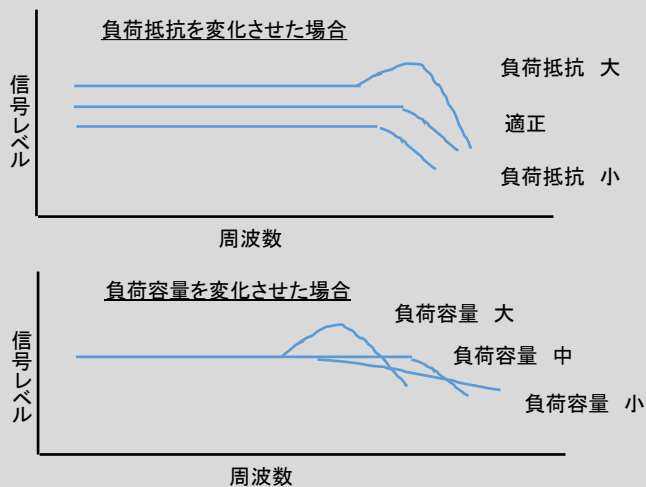 負荷抵抗を変化させた場合
負荷抵抗 大
信号レベル
適正
負荷抵抗 小
周波数
負荷容量を変化させた場合
負荷容量 大
信号レベル
負荷容量 中
負荷容量 小
周波数